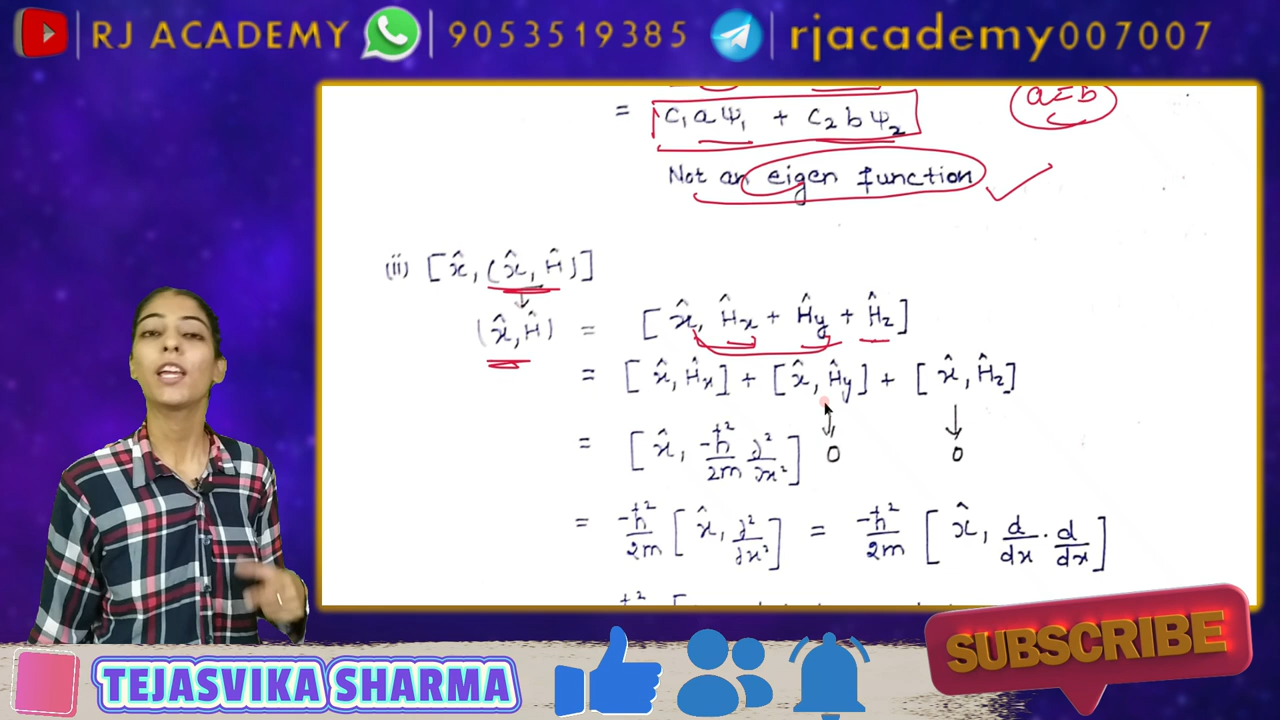 RJ ACADEMY | 9053519385 | rjacademy007007
a=b
= c₁aψ₁ + c₂bψ₂
Not an eigen function
(ii) [x̂, (x̂, Ĥ)]
(x̂, Ĥ) = [x̂, Ĥx + Ĥy + Ĥz]
= [x̂, Ĥx] + [x̂, Ĥy] + [x̂, Ĥz]
= [x̂, -ħ²/2m ∂²/∂x²] 0 0
= -ħ²/2m [x̂, ∂²/∂x²] = -ħ²/2m [x̂, d/dx · d/dx]
TEJASVIKA SHARMA
SUBSCRIBE